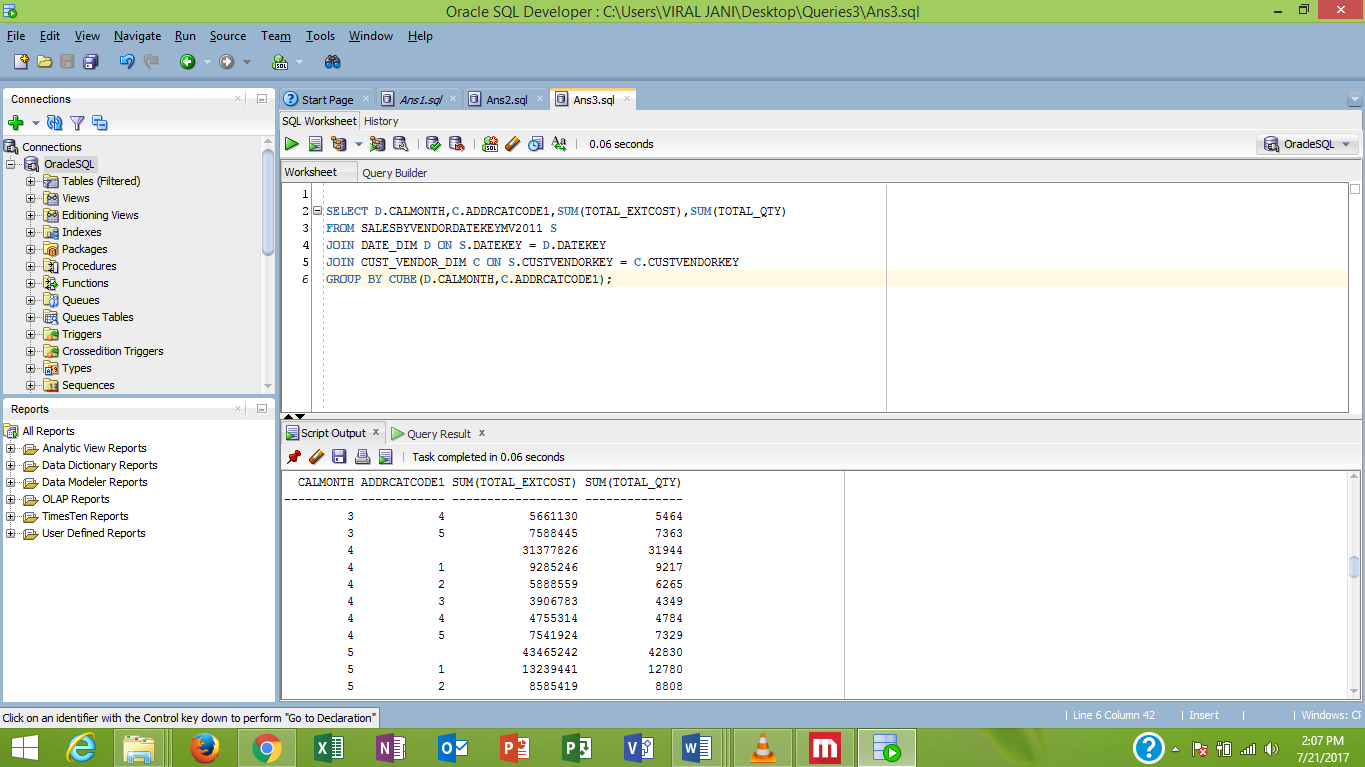 Oracle SQL Developer : C:\Users\VIRAL JANI\Desktop\Queries3\Ans3.sql
File Edit View Navigate Run Source Team Tools Window Help
Connections
Connections
OracleSQL
Tables (Filtered)
Views
Editioning Views
Indexes
Packages
Procedures
Functions
Queues
Queues Tables
Triggers
Crossedition Triggers
Types
Sequences
Reports
All Reports
Analytic View Reports
Data Dictionary Reports
Data Modeler Reports
OLAP Reports
TimesTen Reports
User Defined Reports
Start Page Ans1.sql Ans2.sql Ans3.sql
SQL Worksheet History
0.06 seconds
OracleSQL
Worksheet Query Builder
1
2 SELECT D.CALMONTH,C.ADDRCATCODE1,SUM(TOTAL_EXTCOST),SUM(TOTAL_QTY)
3 FROM SALESBYVENDORDATEKEYMV2011 S
4 JOIN DATE_DIM D ON S.DATEKEY = D.DATEKEY
5 JOIN CUST_VENDOR_DIM C ON S.CUSTVENDORKEY = C.CUSTVENDORKEY
6 GROUP BY CUBE(D.CALMONTH,C.ADDRCATCODE1);
Script Output Query Result
Task completed in 0.06 seconds
CALMONTH ADDRCATCODE1 SUM(TOTAL_EXTCOST) SUM(TOTAL_QTY)
---------- ------------ ------------------ --------------
3 4 5661130 5464
3 5 7588445 7363
4 31377826 31944
4 1 9285246 9217
4 2 5888559 6265
4 3 3906783 4349
4 4 4755314 4784
4 5 7541924 7329
5 43465242 42830
5 1 13239441 12780
5 2 8585419 8808
Click on an identifier with the Control key down to perform "Go to Declaration"
Line 6 Column 42 Insert Windows: CF
2:07 PM
7/21/2017